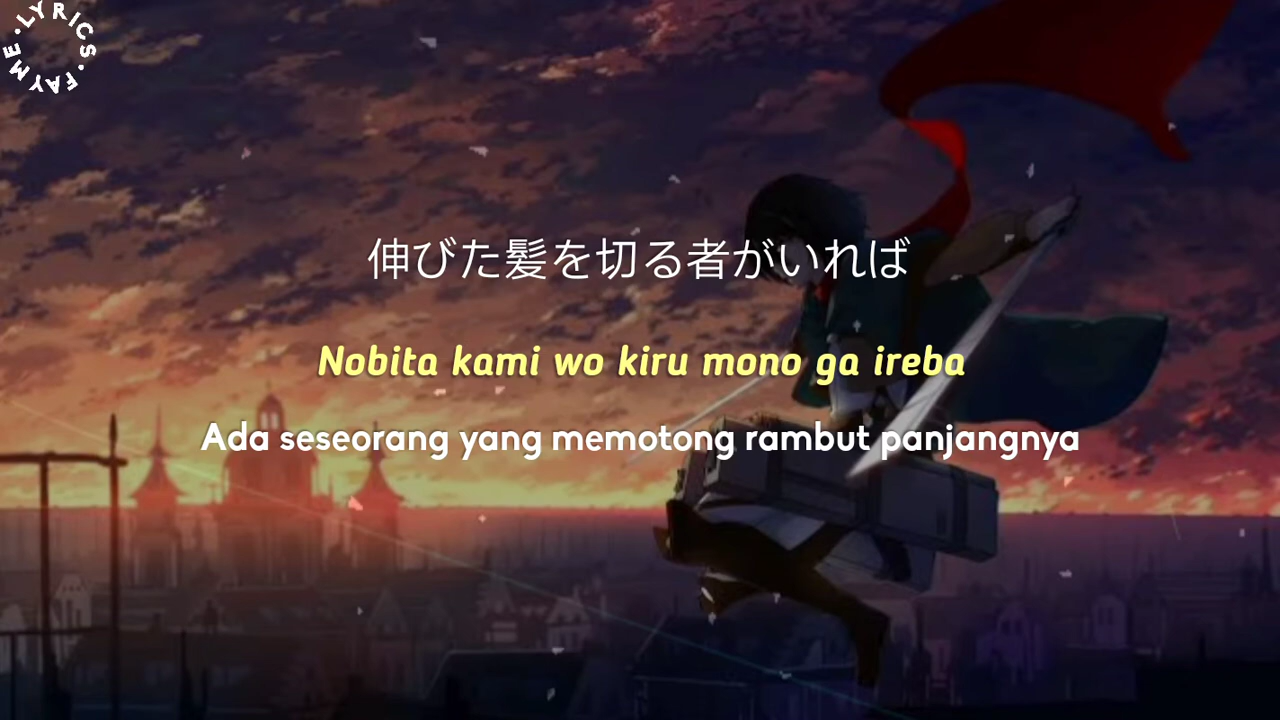 ·LYRICS·FAYME
伸びた髪を切る者がいれば
Nobita kami wo kiru mono ga ireba
Ada seseorang yang memotong rambut panjangnya